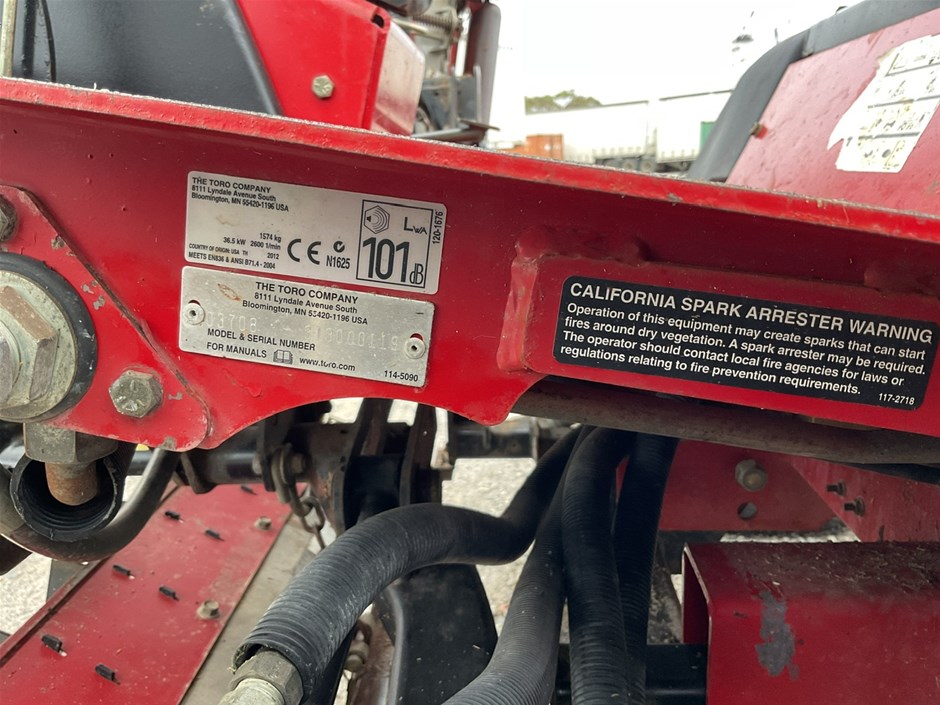 THE TORO COMPANY
8111 Lyndale Avenue South
Bloomington, MN 55420-1196 USA
1574 kg
36.5 kW 2600 1/min
COUNTRY OF ORIGIN: USA TH 2012
MEETS EN836 & ANSI B71.4 - 2004
CE
N1625
LWA
101dB
120-1676
THE TORO COMPANY
8111 Lyndale Avenue South
Bloomington, MN 55420-1196 USA
MODEL & SERIAL NUMBER
FOR MANUALS www.toro.com
114-5090
CALIFORNIA SPARK ARRESTER WARNING
Operation of this equipment may create sparks that can start
fires around dry vegetation. A spark arrester may be required.
The operator should contact local fire agencies for laws or
regulations relating to fire prevention requirements.
117-2718